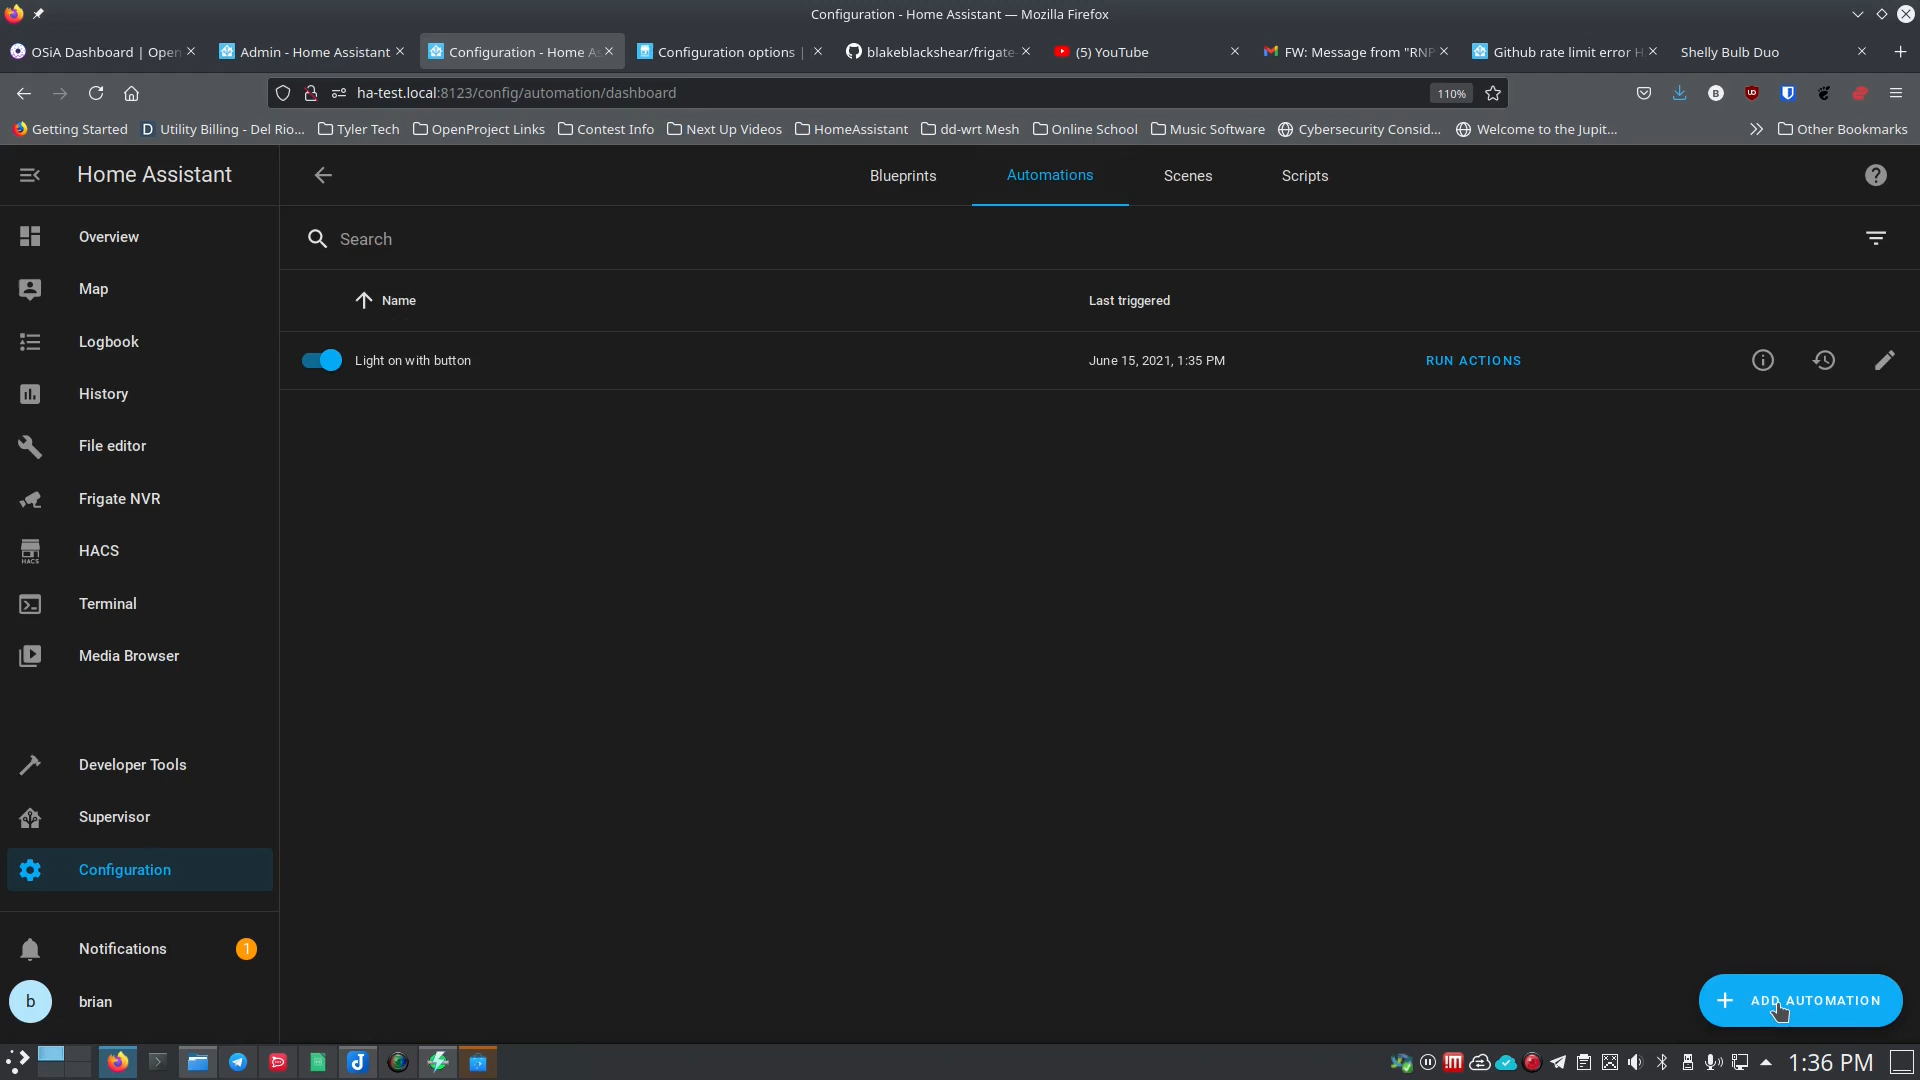 Configuration - Home Assistant — Mozilla Firefox
OSiA Dashboard | Open
Admin - Home Assistant
Configuration - Home As
Configuration options |
blakeblackshear/frigate-
(5) YouTube
FW: Message from "RNP
Github rate limit error H
Shelly Bulb Duo
ha-test.local:8123/config/automation/dashboard
110%
Getting Started
Utility Billing - Del Rio...
Tyler Tech
OpenProject Links
Contest Info
Next Up Videos
HomeAssistant
dd-wrt Mesh
Online School
Music Software
Cybersecurity Consid...
Welcome to the Jupit...
Other Bookmarks
Home Assistant
Blueprints
Automations
Scenes
Scripts
Overview
Map
Logbook
History
File editor
Frigate NVR
HACS
HACS
Terminal
Media Browser
Developer Tools
Supervisor
Configuration
Notifications
1
b
brian
Search
Name
Last triggered
Light on with button
June 15, 2021, 1:35 PM
RUN ACTIONS
ADD AUTOMATION
1:36 PM